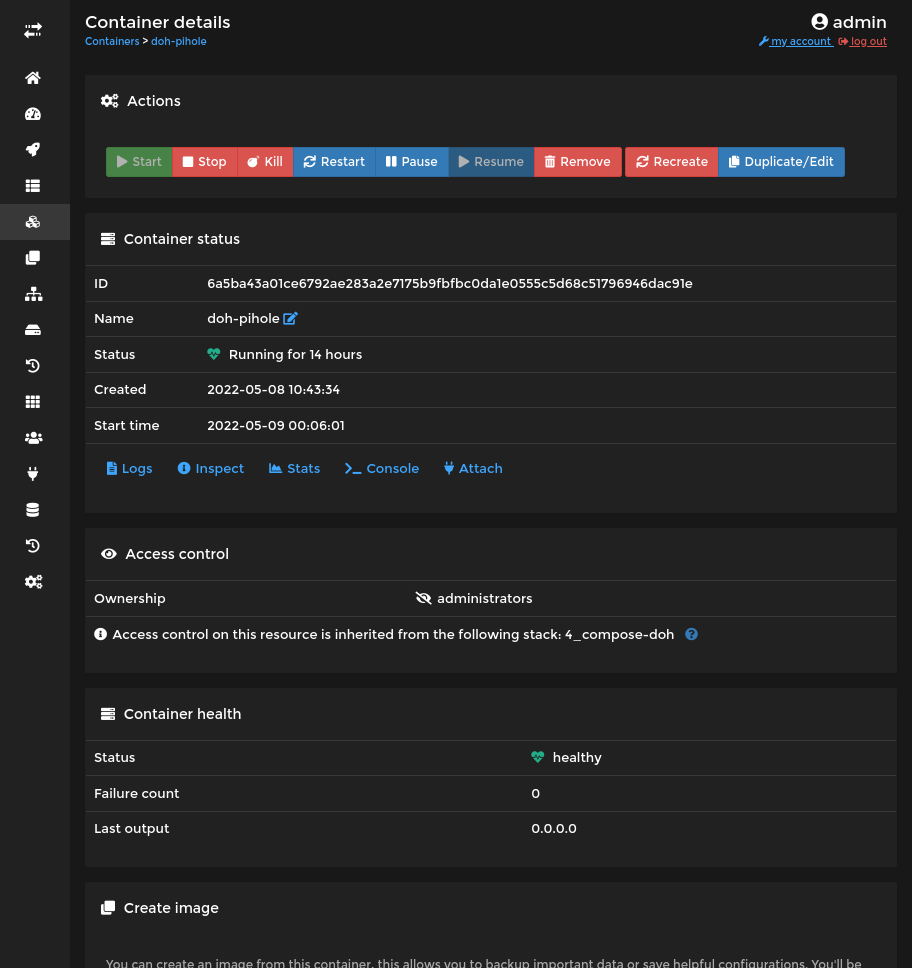 Container details
admin
Containers > doh-pihole
my account log out
Actions
Start Stop Kill Restart Pause Resume Remove Recreate Duplicate/Edit
Container status
ID 6a5ba43a01ce6792ae283a2e7175b9fbfbc0da1e0555c5d68c51796946dac91e
Name doh-pihole
Status Running for 14 hours
Created 2022-05-08 10:43:34
Start time 2022-05-09 00:06:01
Logs Inspect Stats Console Attach
Access control
Ownership administrators
Access control on this resource is inherited from the following stack: 4_compose-doh
Container health
Status healthy
Failure count 0
Last output 0.0.0.0
Create image
You can create an image from this container, this allows you to backup important data or save helpful configurations. You'll be